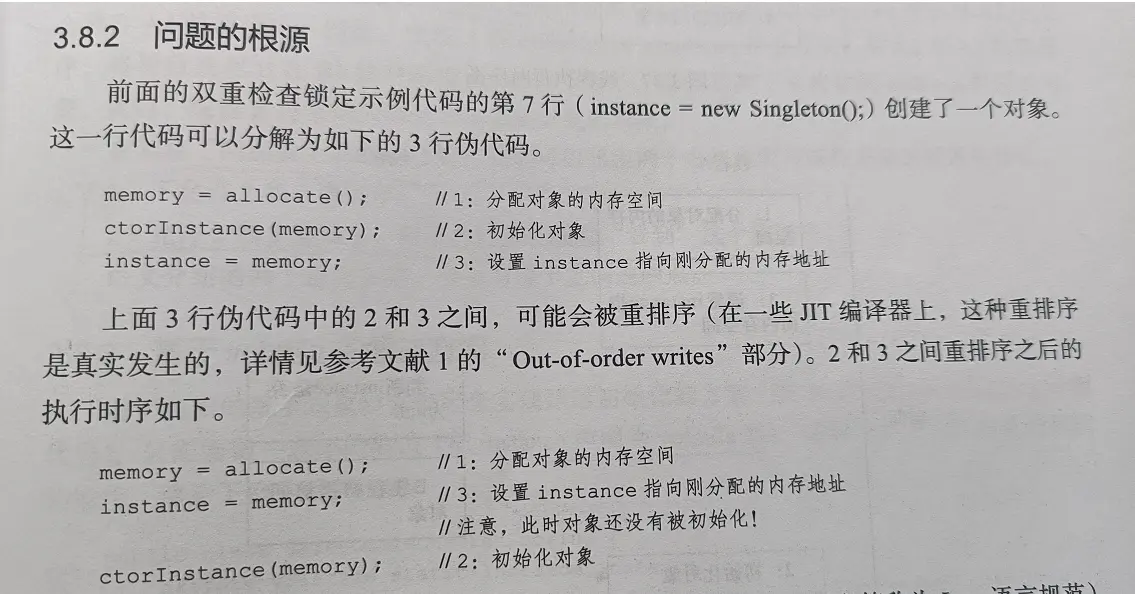 3.8.2 问题的根源
前面的双重检查锁定示例代码的第 7 行（instance = new Singleton();）创建了一个对象。
这一行代码可以分解为如下的 3 行伪代码。
memory = allocate(); //1：分配对象的内存空间
ctorInstance(memory); //2：初始化对象
instance = memory; //3：设置 instance 指向刚分配的内存地址
上面 3 行伪代码中的 2 和 3 之间，可能会被重排序（在一些 JIT 编译器上，这种重排序
是真实发生的，详情见参考文献 1 的“Out-of-order writes”部分）。2 和 3 之间重排序之后的
执行时序如下。
memory = allocate(); //1：分配对象的内存空间
instance = memory; //3：设置 instance 指向刚分配的内存地址
//注意，此时对象还没有被初始化！
ctorInstance(memory); //2：初始化对象
语言规范）